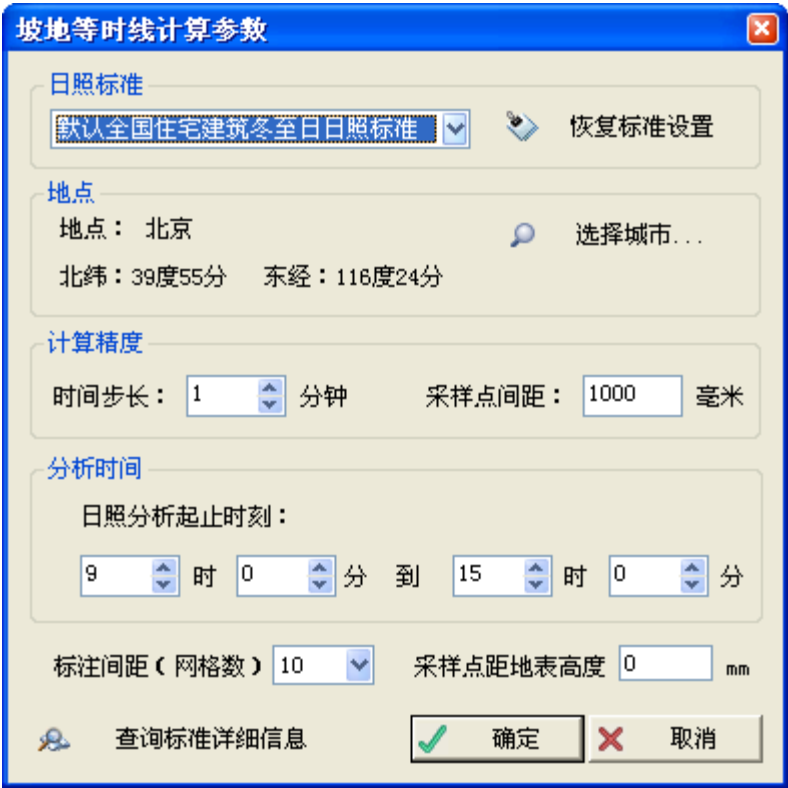 坡地等时线计算参数
日照标准
默认全国住宅建筑冬至日日照标准 恢复标准设置
地点
地点： 北京 选择城市...
北纬：39度55分 东经：116度24分
计算精度
时间步长： 1 分钟 采样点间距： 1000 毫米
分析时间
日照分析起止时刻：
9 时 0 分 到 15 时 0 分
标注间距(网格数) 10 采样点距地表高度 0 mm
查询标准详细信息 确定 取消